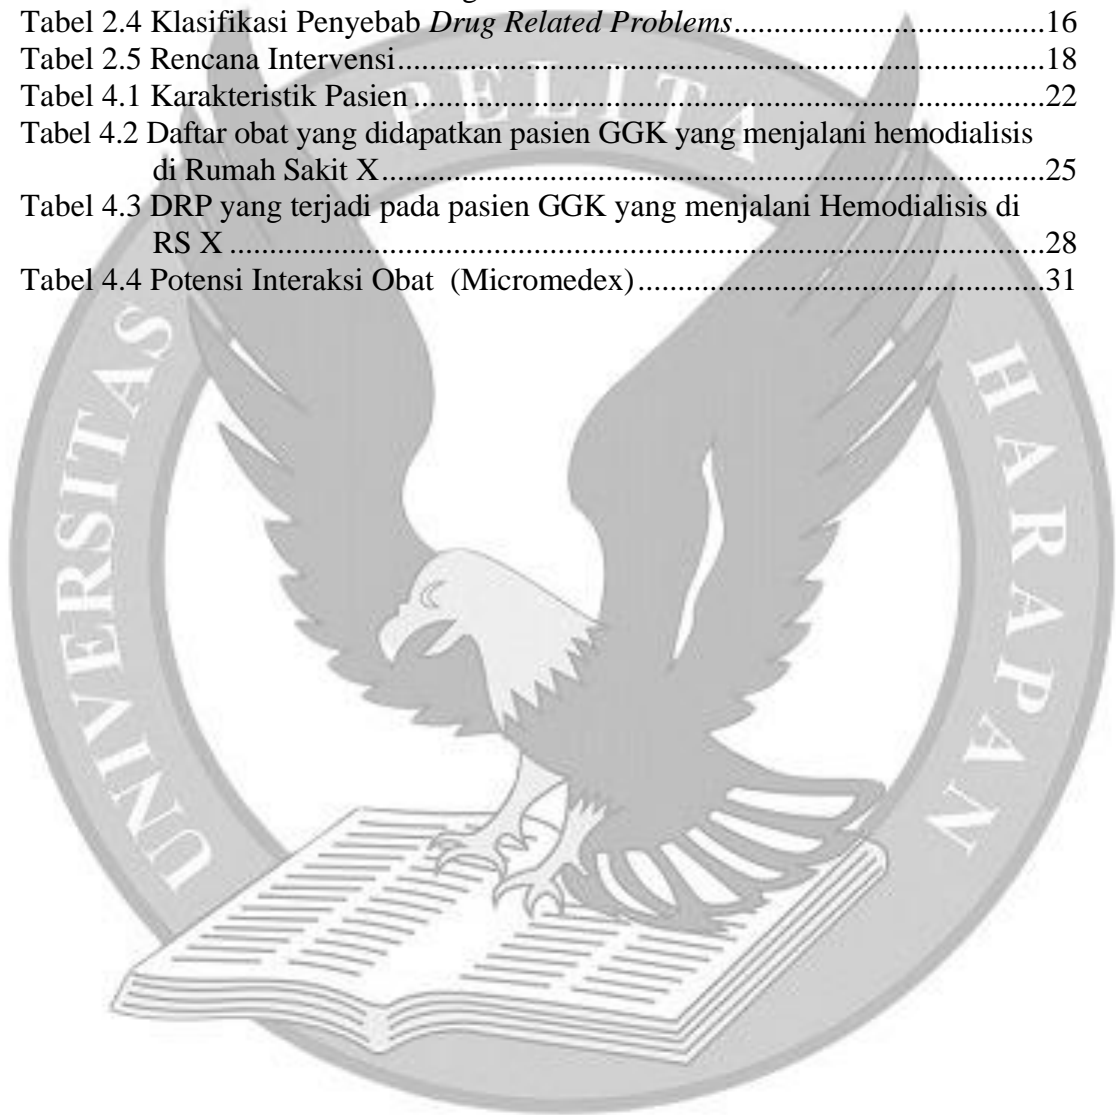 Tabel 2.4 Klasifikasi Penyebab Drug Related Problems.......................................16
Tabel 2.5 Rencana Intervensi..................................................................................18
Tabel 4.1 Karakteristik Pasien ................................................................................22
Tabel 4.2 Daftar obat yang didapatkan pasien GGK yang menjalani hemodialisis
di Rumah Sakit X....................................................................................25
Tabel 4.3 DRP yang terjadi pada pasien GGK yang menjalani Hemodialisis di
RS X .......................................................................................................28
Tabel 4.4 Potensi Interaksi Obat (Micromedex)...................................................31
UNIVERSITAS PELITA HARAPAN